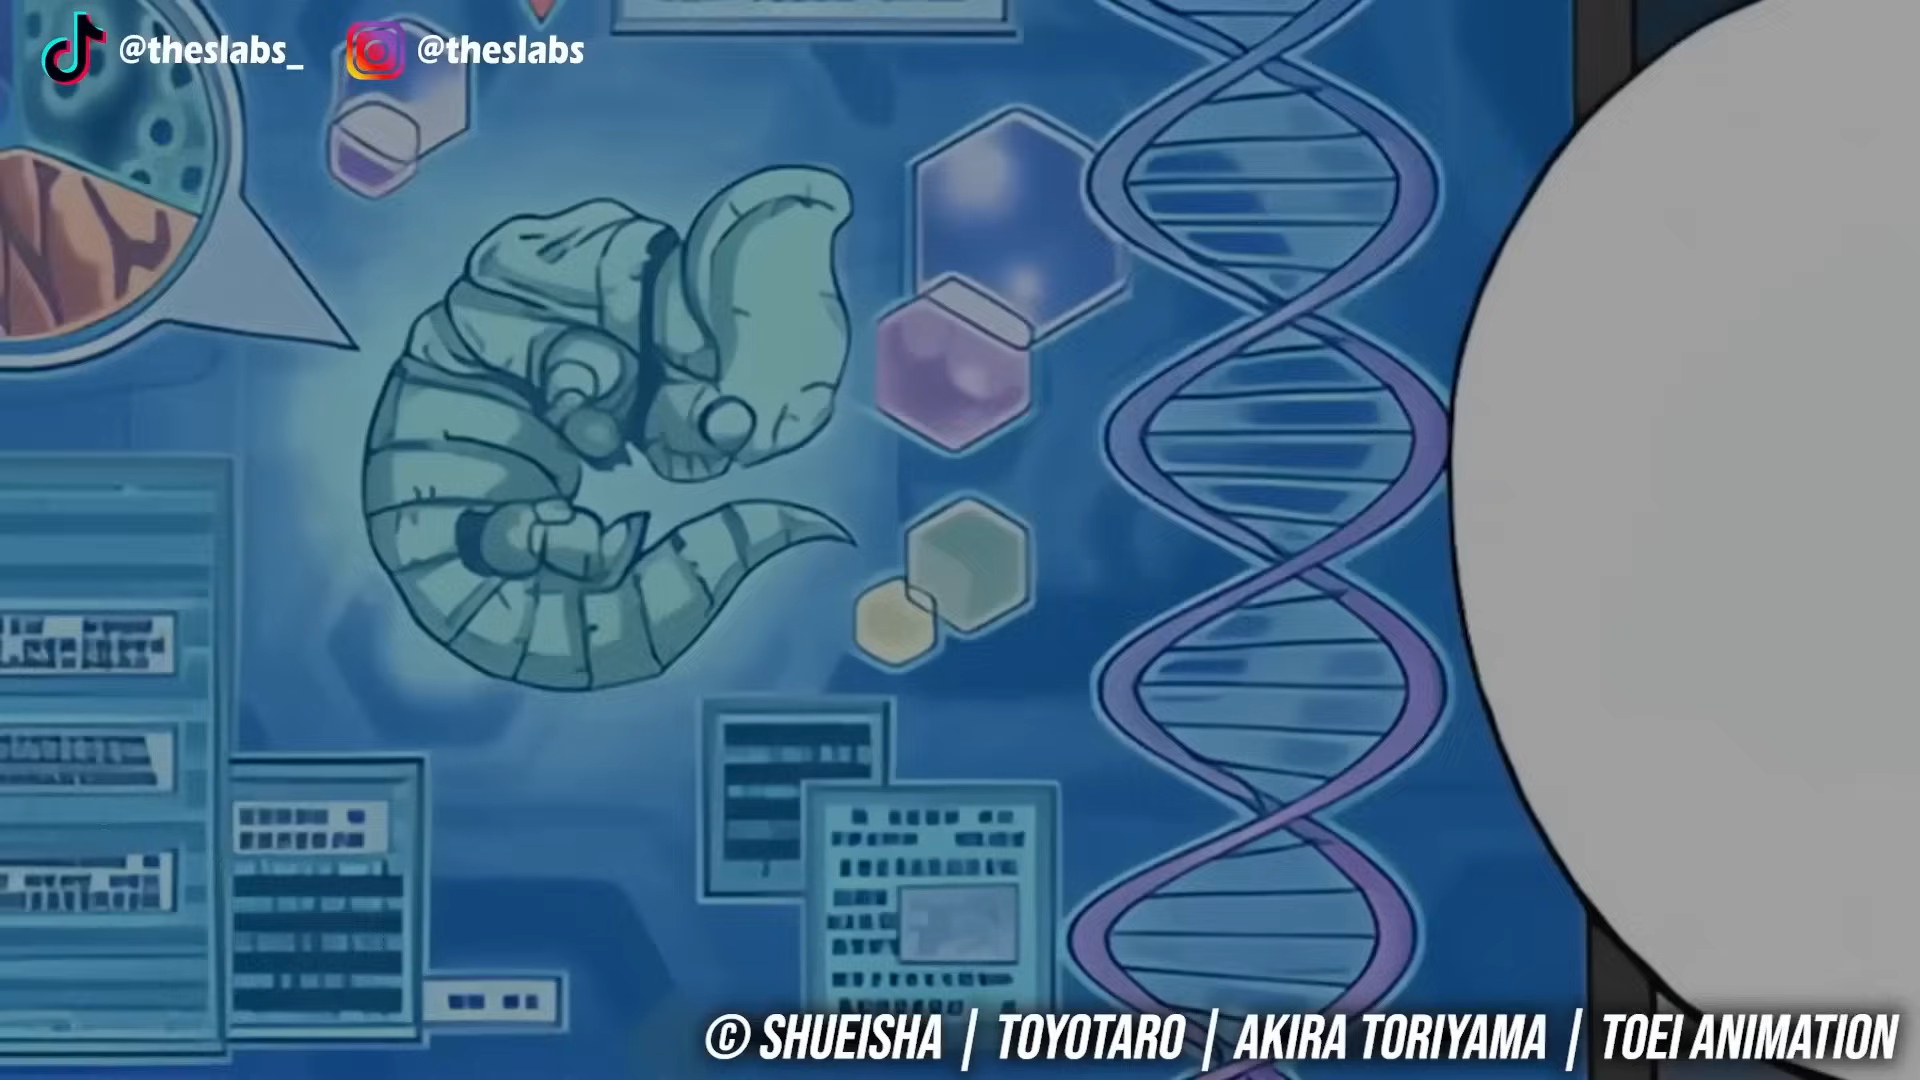 @theslabs_ @theslabs
© SHUEISHA | TOYOTARO | AKIRA TORIYAMA | TOEI ANIMATION